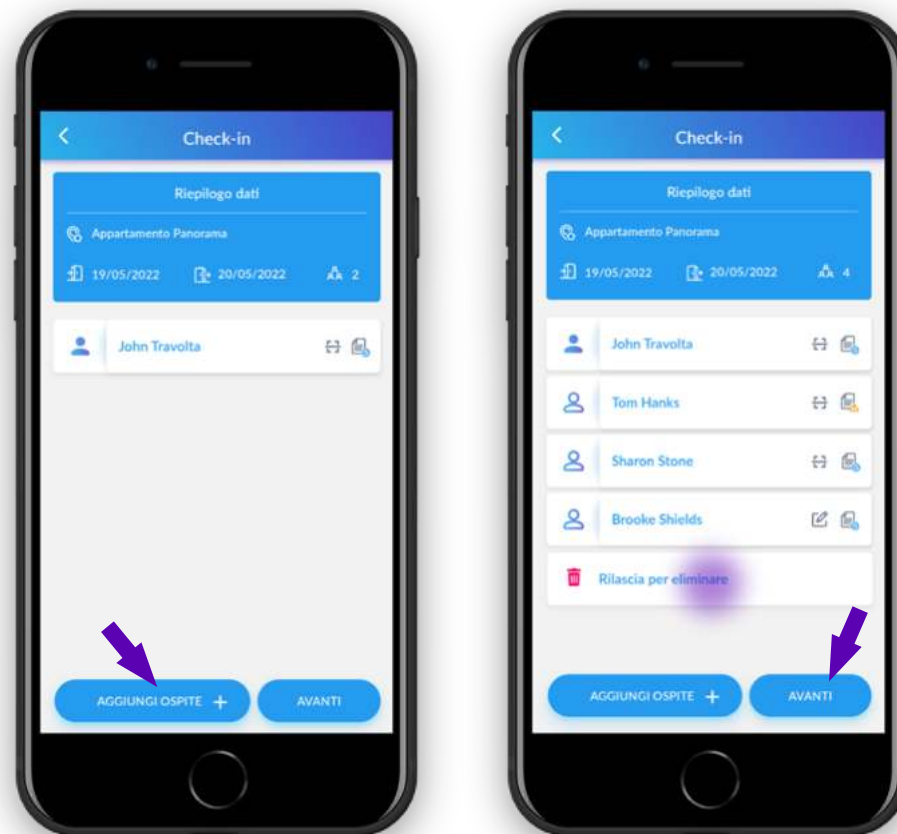 Check-in
Riepilogo dati
Appartamento Panorama
19/05/2022 20/05/2022 2
John Travolta
AGGIUNGI OSPITE +
AVANTI
Check-in
Riepilogo dati
Appartamento Panorama
19/05/2022 20/05/2022 4
John Travolta
Tom Hanks
Sharon Stone
Brooke Shields
Rilascia per eliminare
AGGIUNGI OSPITE +
AVANTI